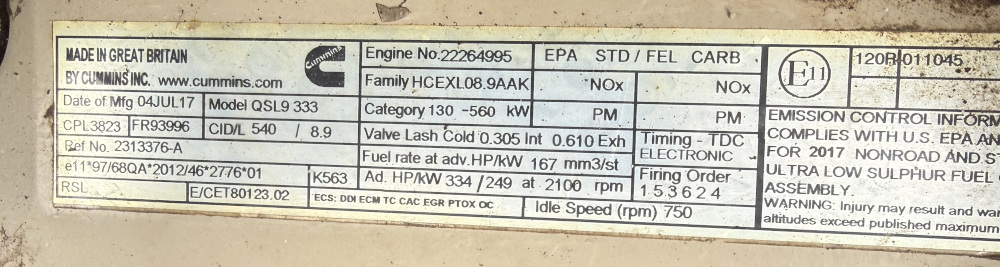 MADE IN GREAT BRITAIN
BY CUMMINS INC. www.cummins.com
Cummins
Date of Mfg 04JUL17 Model QSL9 333
CPL3823 FR93996 CID/L 540 / 8.9
Ref No. 2313376-A
e11*97/68QA*2012/46*2776*01 K563
RSL E/CET80123.02 ECS: DDI ECM TC CAC EGR PTOX OC
Engine No.22264995
Family HCEXL08.9AAK
Category 130 -560 kW
Valve Lash Cold 0.305 Int 0.610 Exh
Fuel rate at adv.HP/kW 167 mm3/st
Ad. HP/kW 334 / 249 at 2100 rpm
Idle Speed (rpm) 750
EPA STD / FEL CARB
NOx NOx
PM PM
Timing - TDC
ELECTRONIC
Firing Order
1 5 3 6 2 4
E11 120R-011045
EMISSION CONTROL INFORM
COMPLIES WITH U.S. EPA AN
FOR 2017 NONROAD AND ST
ULTRA LOW SULPHUR FUEL
ASSEMBLY.
WARNING: Injury may result and war
altitudes exceed published maximum